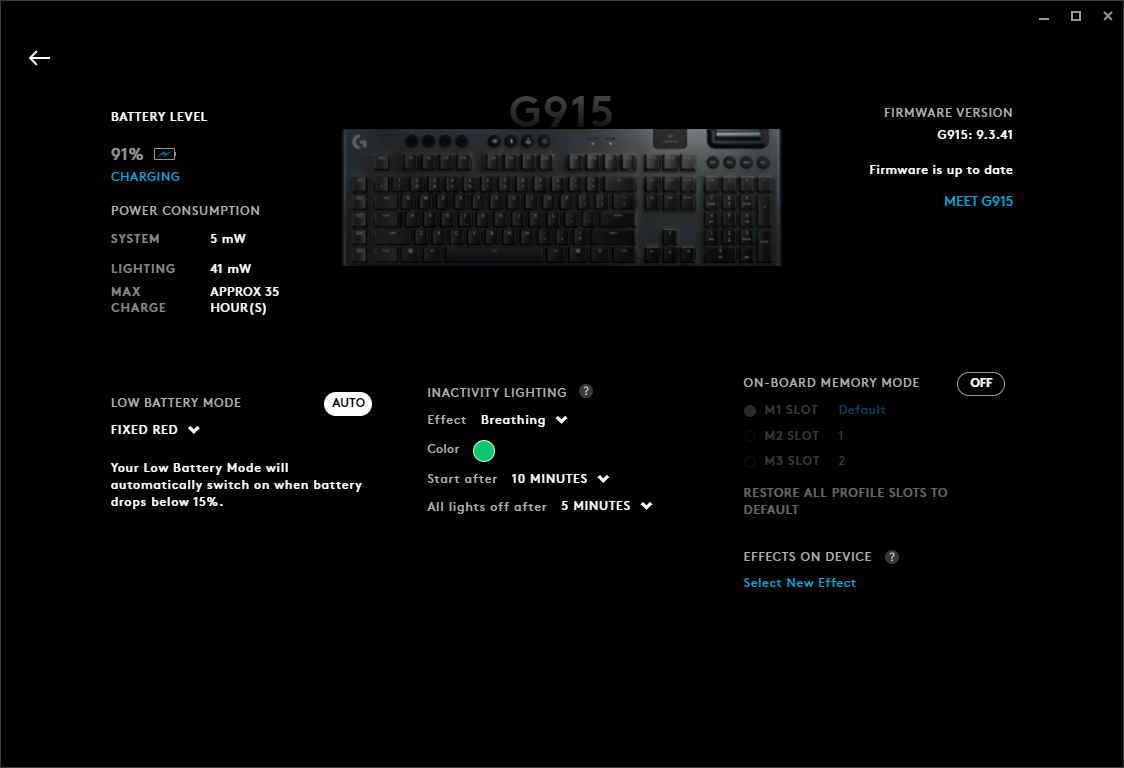 G915
BATTERY LEVEL
91%
CHARGING
POWER CONSUMPTION
SYSTEM 5 mW
LIGHTING 41 mW
MAX CHARGE APPROX 35 HOUR(S)
FIRMWARE VERSION
G915: 9.3.41
Firmware is up to date
MEET G915
LOW BATTERY MODE AUTO
FIXED RED
Your Low Battery Mode will
automatically switch on when battery
drops below 15%.
INACTIVITY LIGHTING ?
Effect Breathing
Color
Start after 10 MINUTES
All lights off after 5 MINUTES
ON-BOARD MEMORY MODE OFF
M1 SLOT Default
M2 SLOT 1
M3 SLOT 2
RESTORE ALL PROFILE SLOTS TO
DEFAULT
EFFECTS ON DEVICE ?
Select New Effect